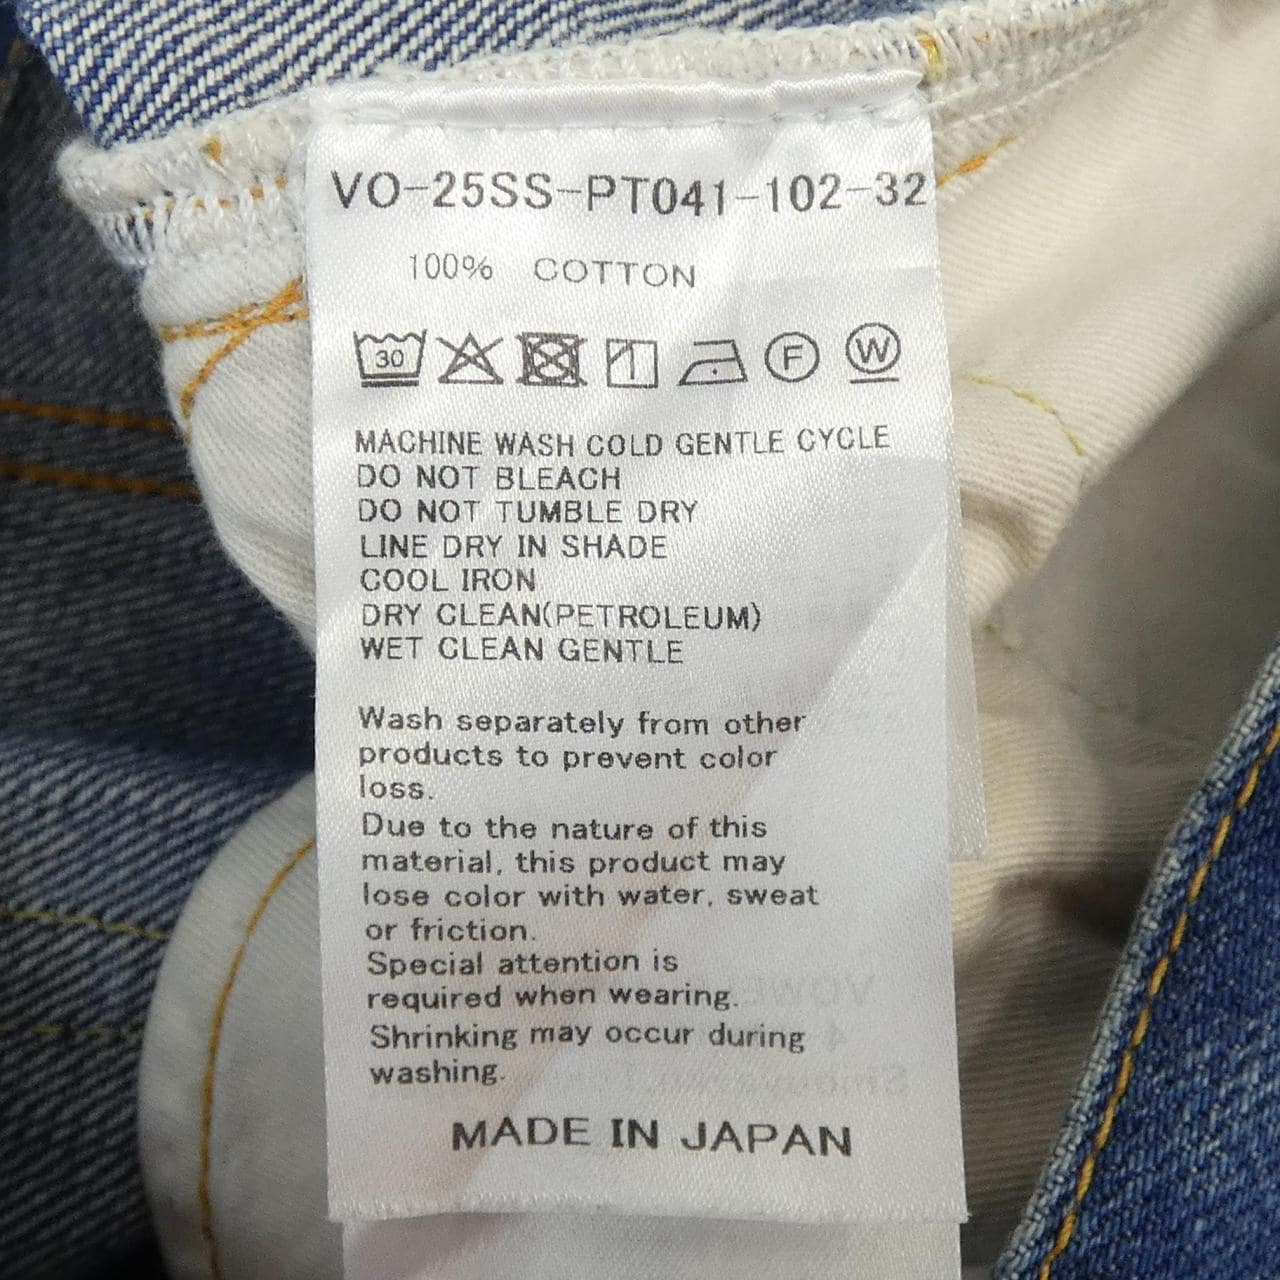 VO-25SS-PT041-102-32
100% COTTON
30 F W
MACHINE WASH COLD GENTLE CYCLE
DO NOT BLEACH
DO NOT TUMBLE DRY
LINE DRY IN SHADE
COOL IRON
DRY CLEAN(PETROLEUM)
WET CLEAN GENTLE
Wash separately from other
products to prevent color
loss.
Due to the nature of this
material, this product may
lose color with water, sweat
or friction.
Special attention is
required when wearing.
Shrinking may occur during
washing.
MADE IN JAPAN